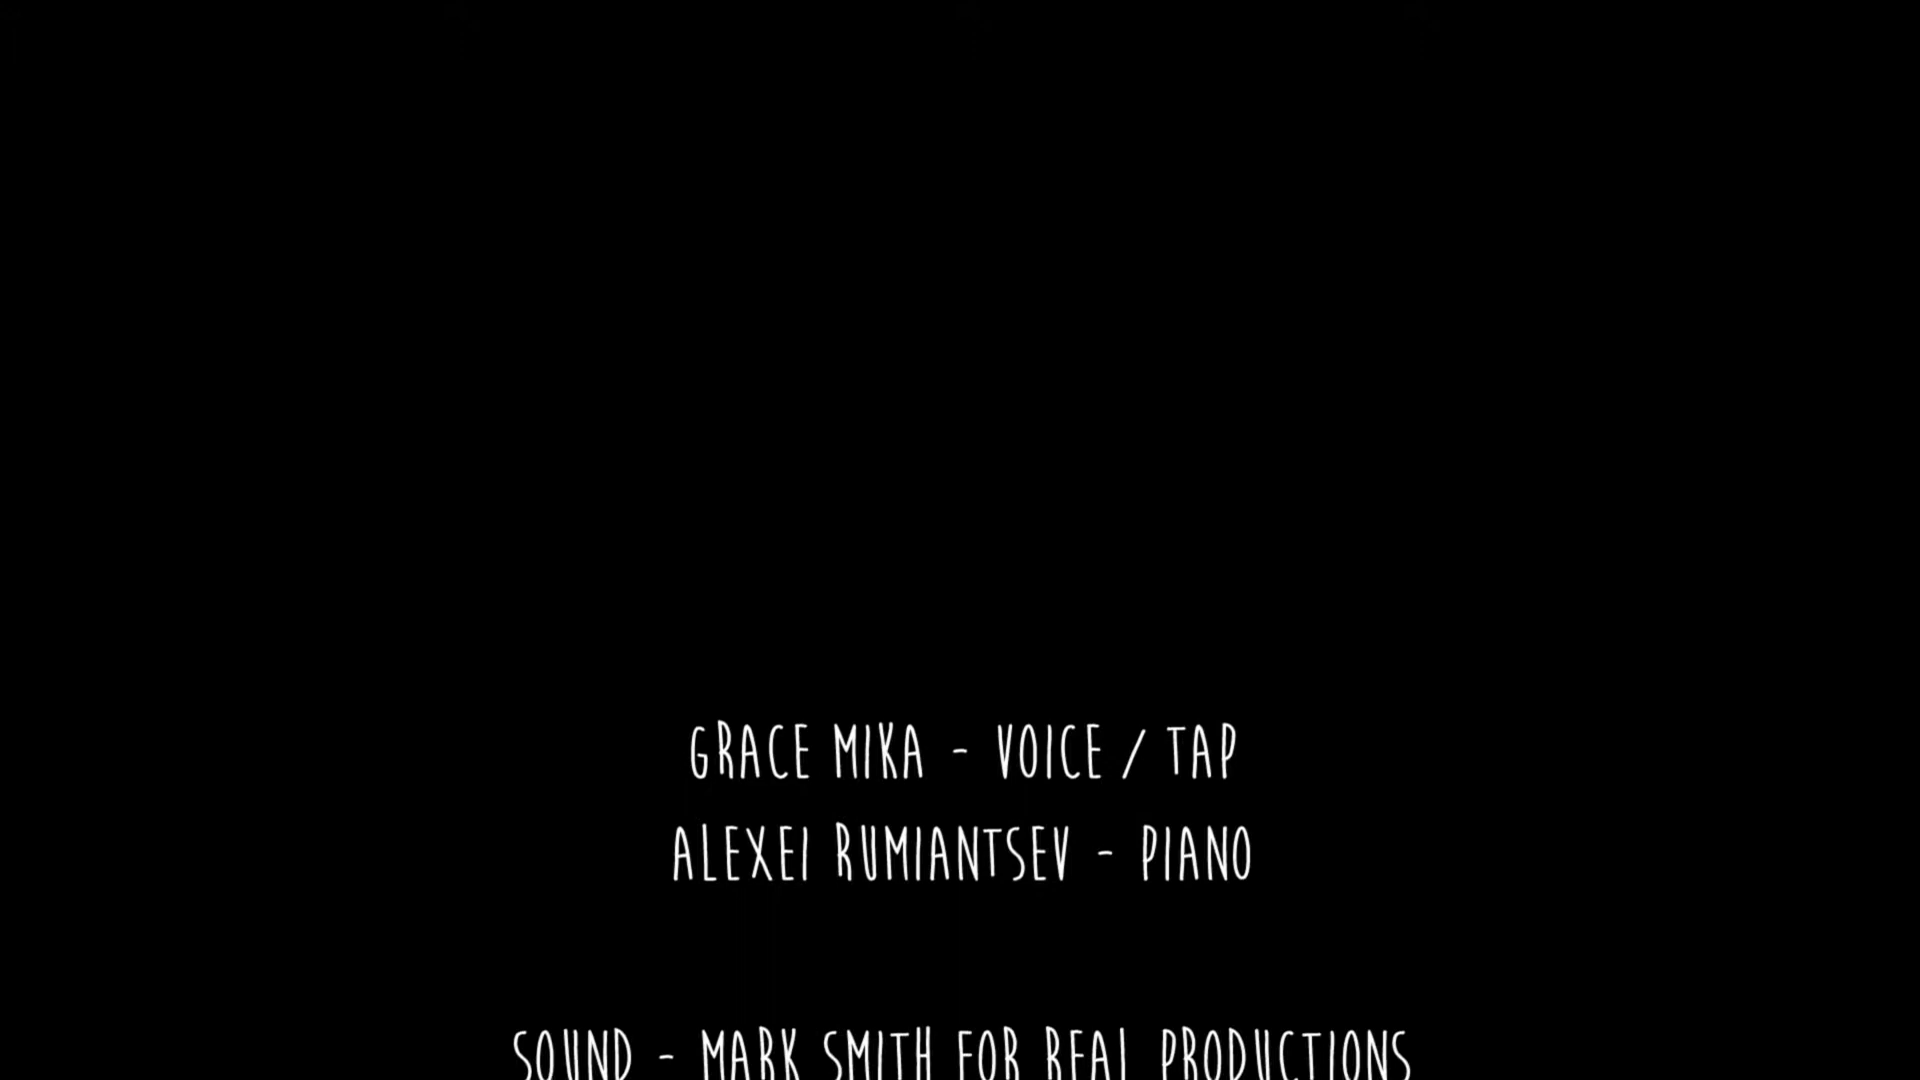 GRACE MIKA - VOICE / TAP
ALEXEI RUMIANTSEV - PIANO
SOUND - MARK SMITH FOR REAL PRODUCTIONS